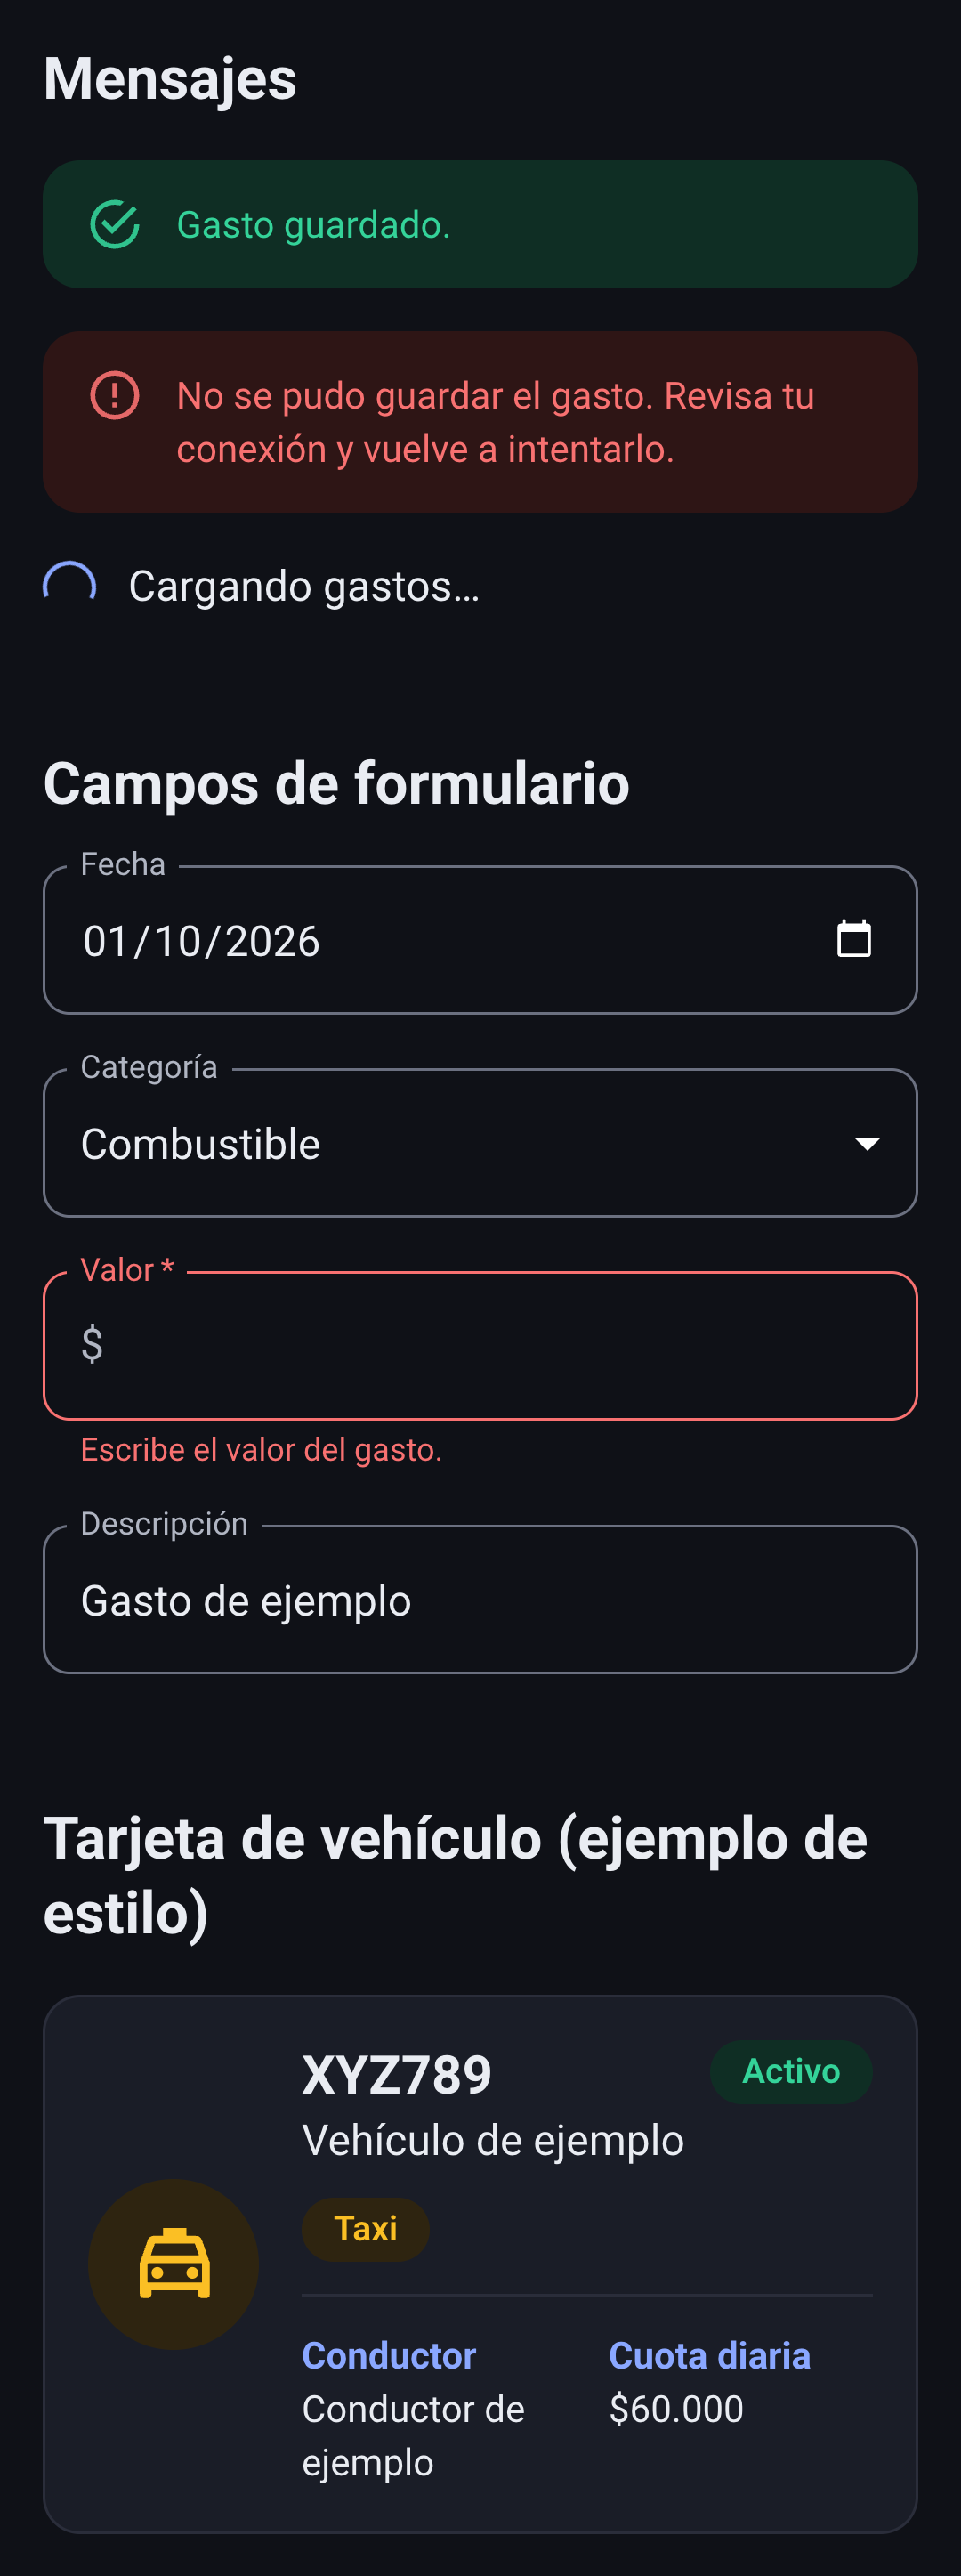 Mensajes
Gasto guardado.
No se pudo guardar el gasto. Revisa tu
conexión y vuelve a intentarlo.
Cargando gastos...
Campos de formulario
Fecha
01/10/2026
Categoría
Combustible
Valor *
$
Escribe el valor del gasto.
Descripción
Gasto de ejemplo
Tarjeta de vehículo (ejemplo de
estilo)
XYZ789
Activo
Vehículo de ejemplo
Taxi
Conductor
Conductor de
ejemplo
Cuota diaria
$60.000